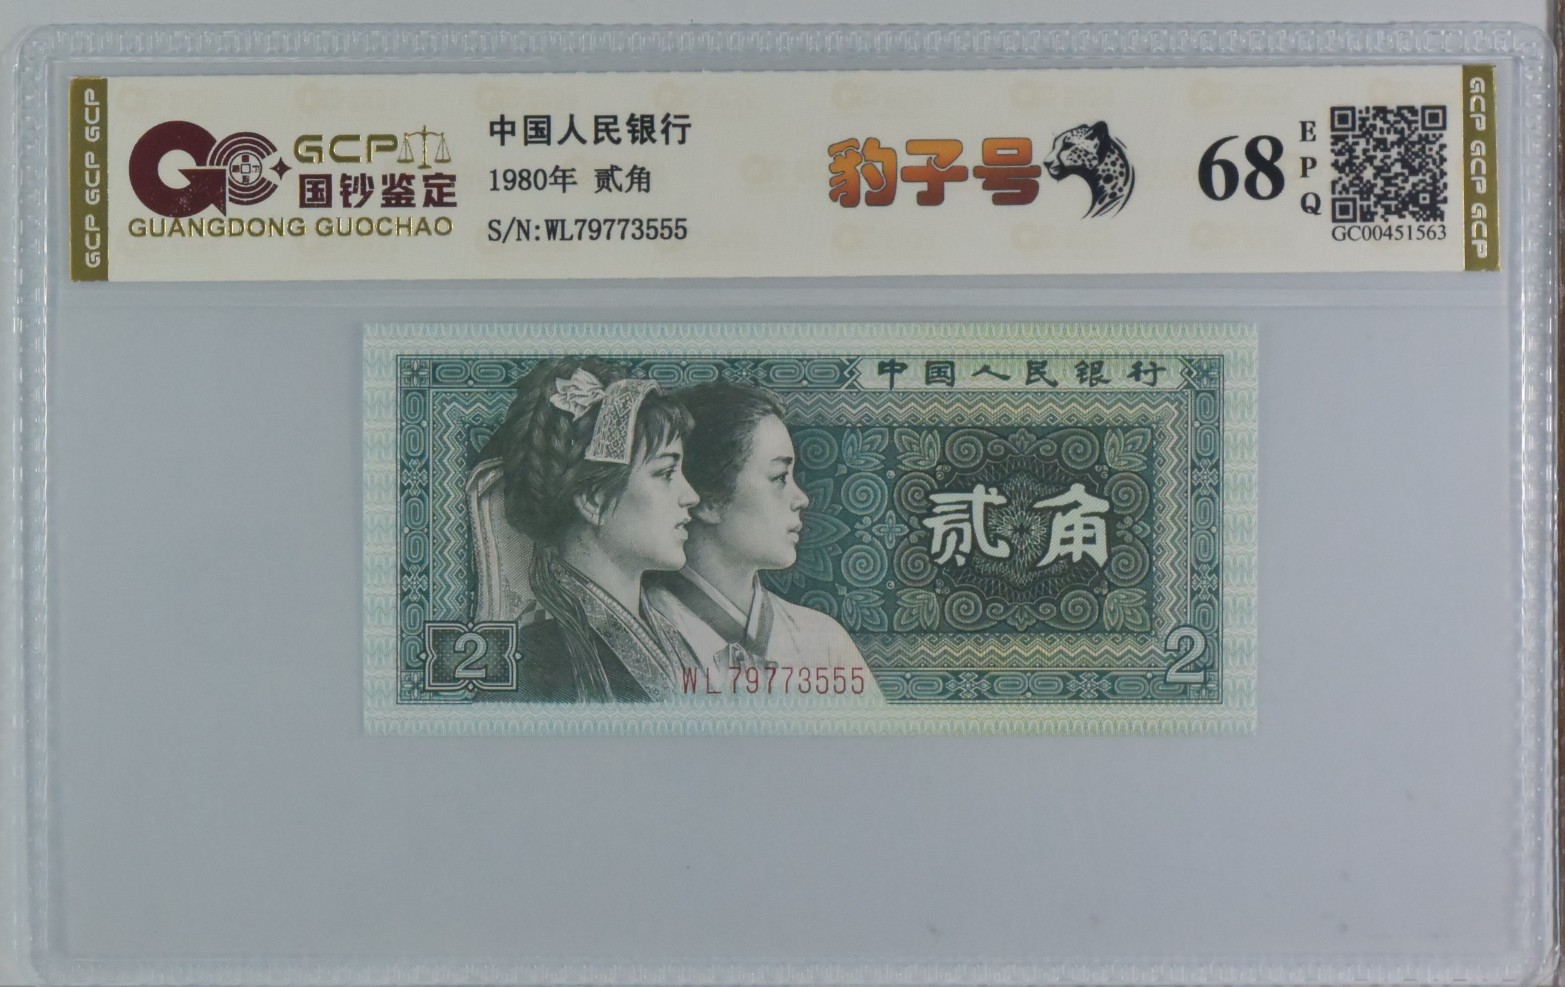 GCP GCP GCP
GCP
国钞鉴定
GUANGDONG GUOCHAO
中国人民银行
1980年 贰角
S/N:WL79773555
豹子号
68
EPQ
GC00451563
GCP GCP GCP
中国人民银行
贰角
2
2
WL79773555